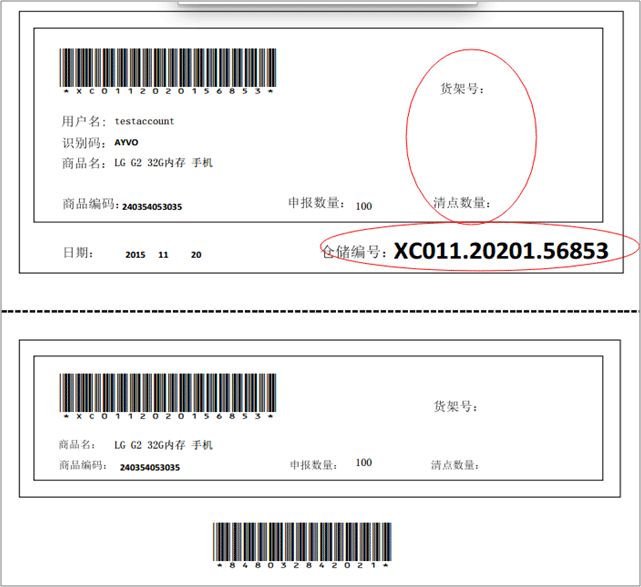 *XC0112020156853*
货架号:
用户名: testaccount
识别码: AYVO
商品名: LG G2 32G内存 手机
商品编码: 240354053035 申报数量: 100 清点数量:
日期: 2015 11 20 仓储编号: XC011.20201.56853
*XC0112020156853*
货架号:
商品名: LG G2 32G内存 手机
商品编码: 240354053035 申报数量: 100 清点数量:
*848032842021*